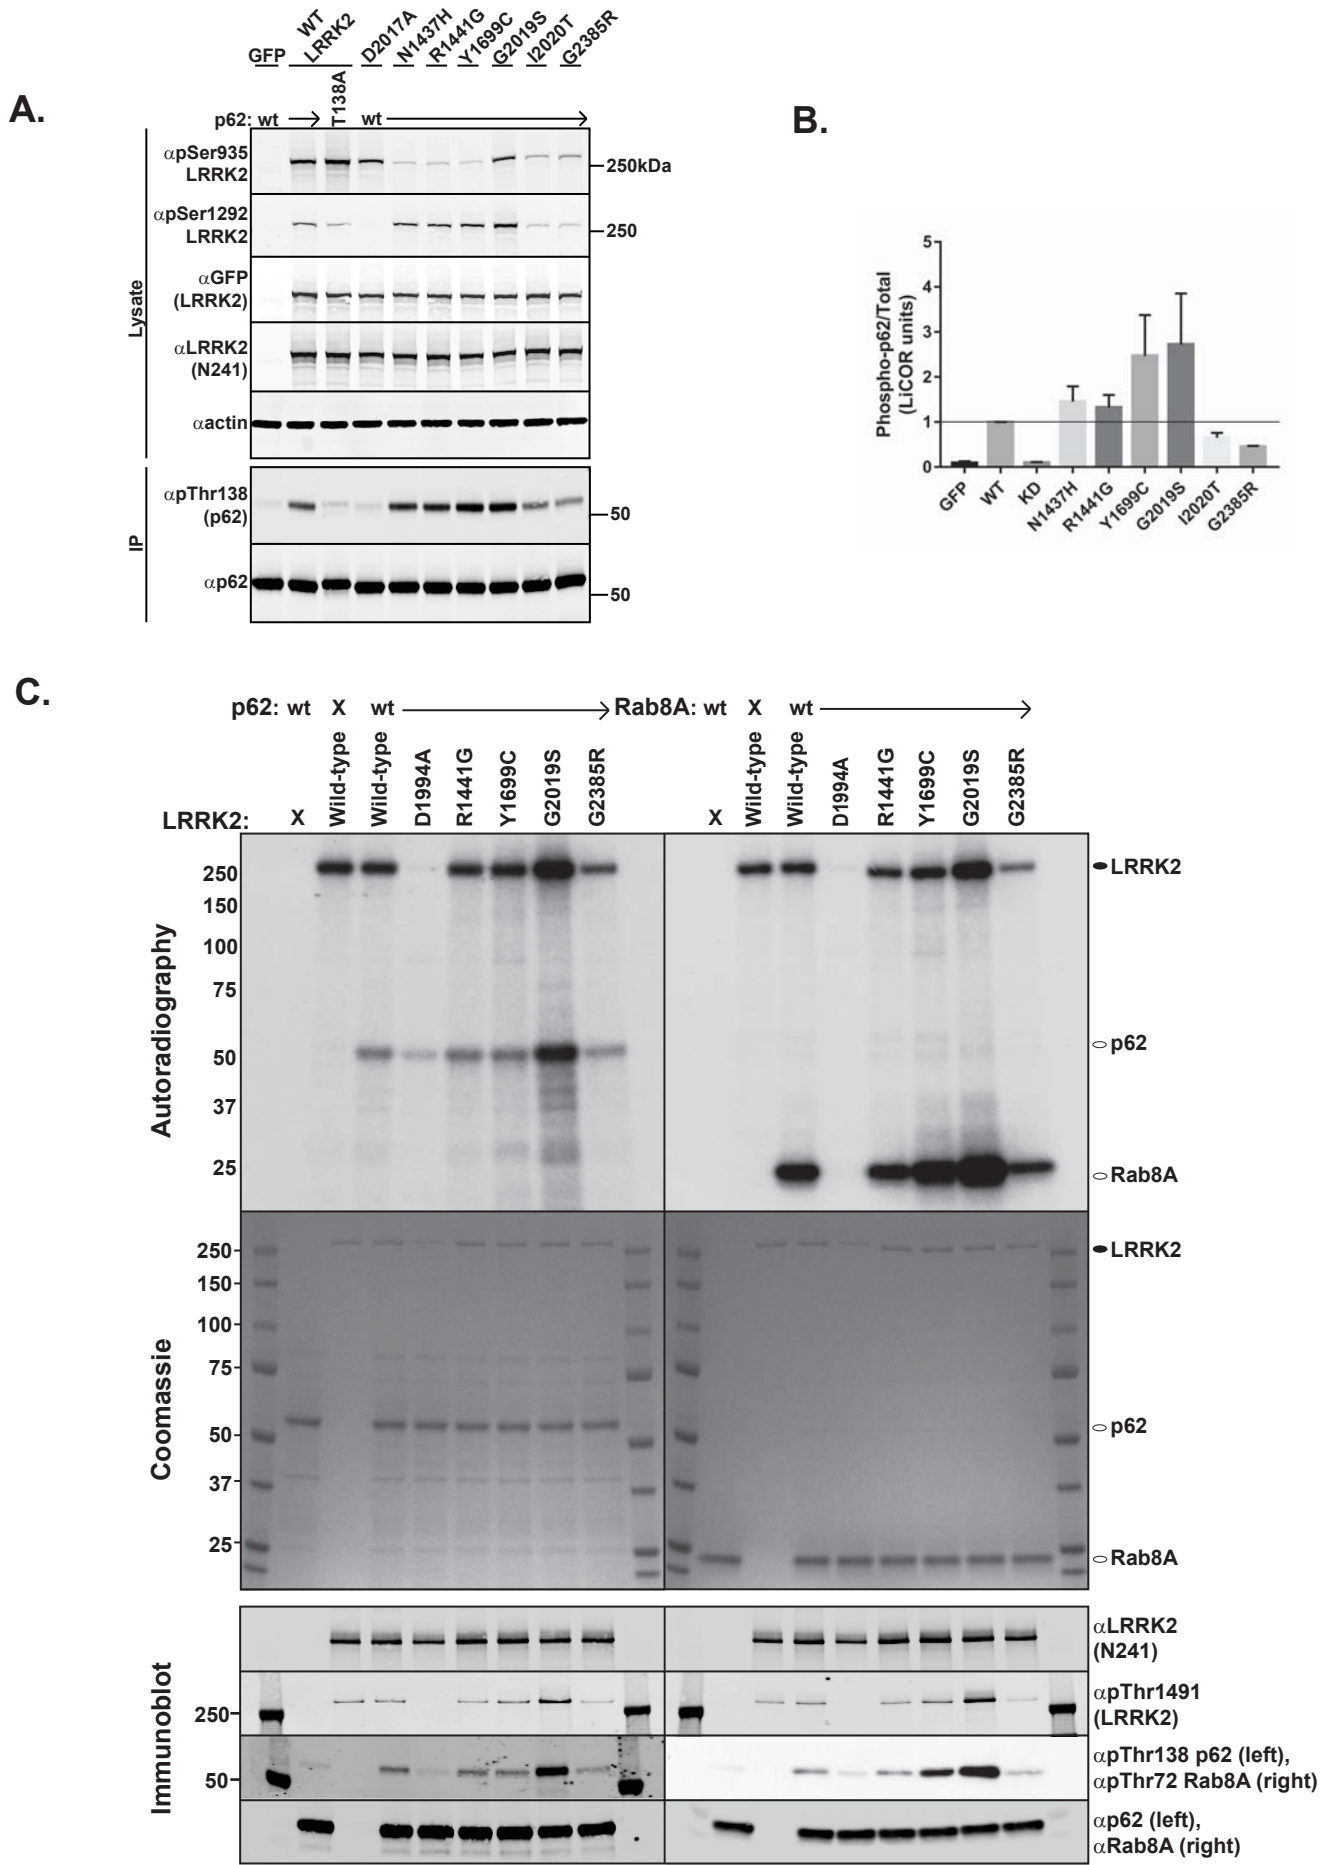 A.
GFP
WT
LRRK2
D2017A
N1437H
R1441G
Y1699C
G2019S
I2020T
G2385R
T138A
p62: wt
wt
Lysate
αpSer935
LRRK2
250kDa
αpSer1292
LRRK2
250
αGFP
(LRRK2)
αLRRK2
(N241)
αactin
IP
αpThr138
(p62)
50
αp62
50
B.
Phospho-p62/Total
(LiCOR units)
5
4
3
2
1
0
GFP
WT
KD
N1437H
R1441G
Y1699C
G2019S
I2020T
G2385R
C.
p62: wt X wt
Rab8A: wt X wt
LRRK2:
X
Wild-type
Wild-type
D1994A
R1441G
Y1699C
G2019S
G2385R
X
Wild-type
Wild-type
D1994A
R1441G
Y1699C
G2019S
G2385R
Autoradiography
250
150
100
75
50
37
25
LRRK2
p62
Rab8A
Coomassie
250
150
100
75
50
37
25
LRRK2
p62
Rab8A
Immunoblot
250
50
αLRRK2
(N241)
αpThr1491
(LRRK2)
αpThr138 p62 (left),
αpThr72 Rab8A (right)
αp62 (left),
αRab8A (right)